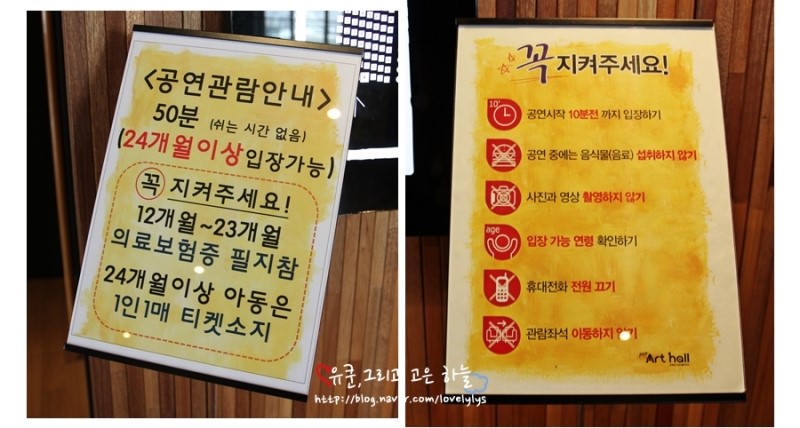 <공연관람안내>
50분 (쉬는 시간 없음)
(24개월이상입장가능)
꼭 지켜주세요!
12개월~23개월
의료보험증 필지참
24개월이상 아동은
1인1매 티켓소지
꼭 지켜주세요!
10'
공연시작 10분전 까지 입장하기
공연 중에는 음식물(음료) 섭취하지 않기
사진과 영상 촬영하지 않기
age
입장 가능 연령 확인하기
휴대전화 전원 끄기
관람좌석 이동하지 않기
Art hall
유쿤,그리고 고은 하늘
http://blog.naver.com/lovelylys